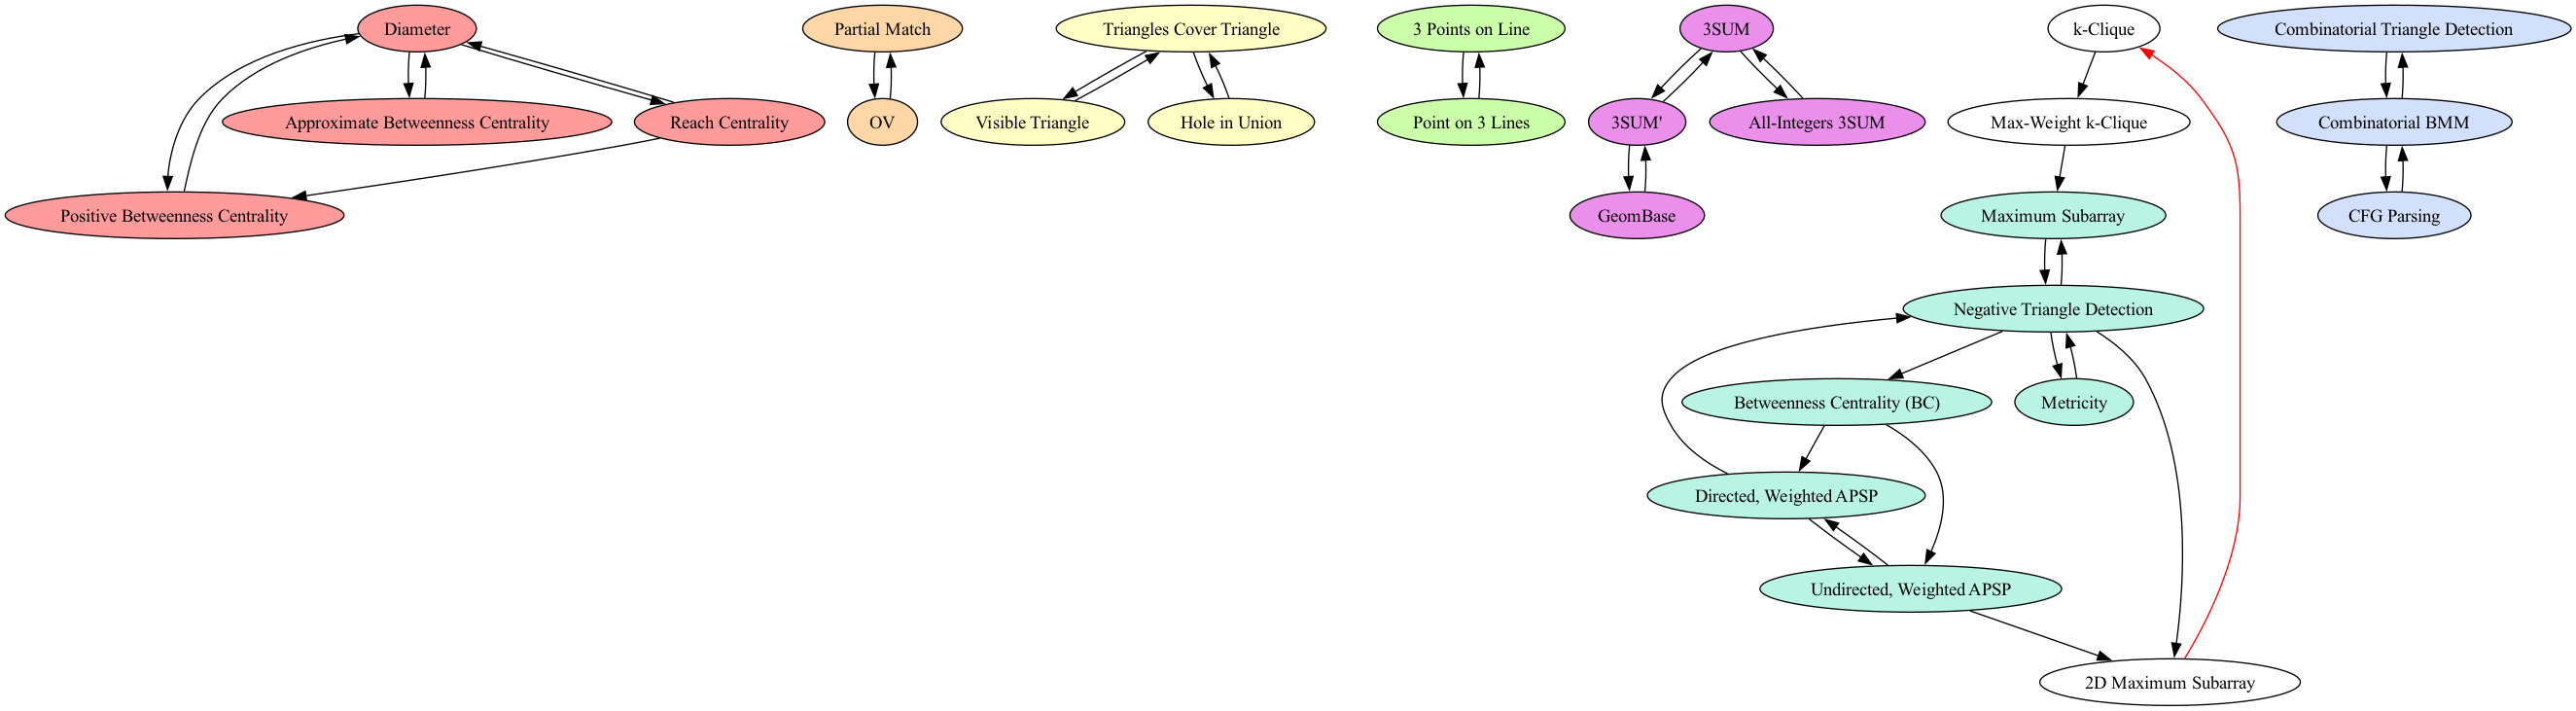 Diameter
Partial Match
Triangles Cover Triangle
3 Points on Line
3SUM
k-Clique
Combinatorial Triangle Detection
Approximate Betweenness Centrality
Reach Centrality
OV
Visible Triangle
Hole in Union
Point on 3 Lines
3SUM'
All-Integers 3SUM
Max-Weight k-Clique
Combinatorial BMM
Positive Betweenness Centrality
GeomBase
Maximum Subarray
CFG Parsing
Negative Triangle Detection
Betweenness Centrality (BC)
Metricity
Directed, Weighted APSP
Undirected, Weighted APSP
2D Maximum Subarray